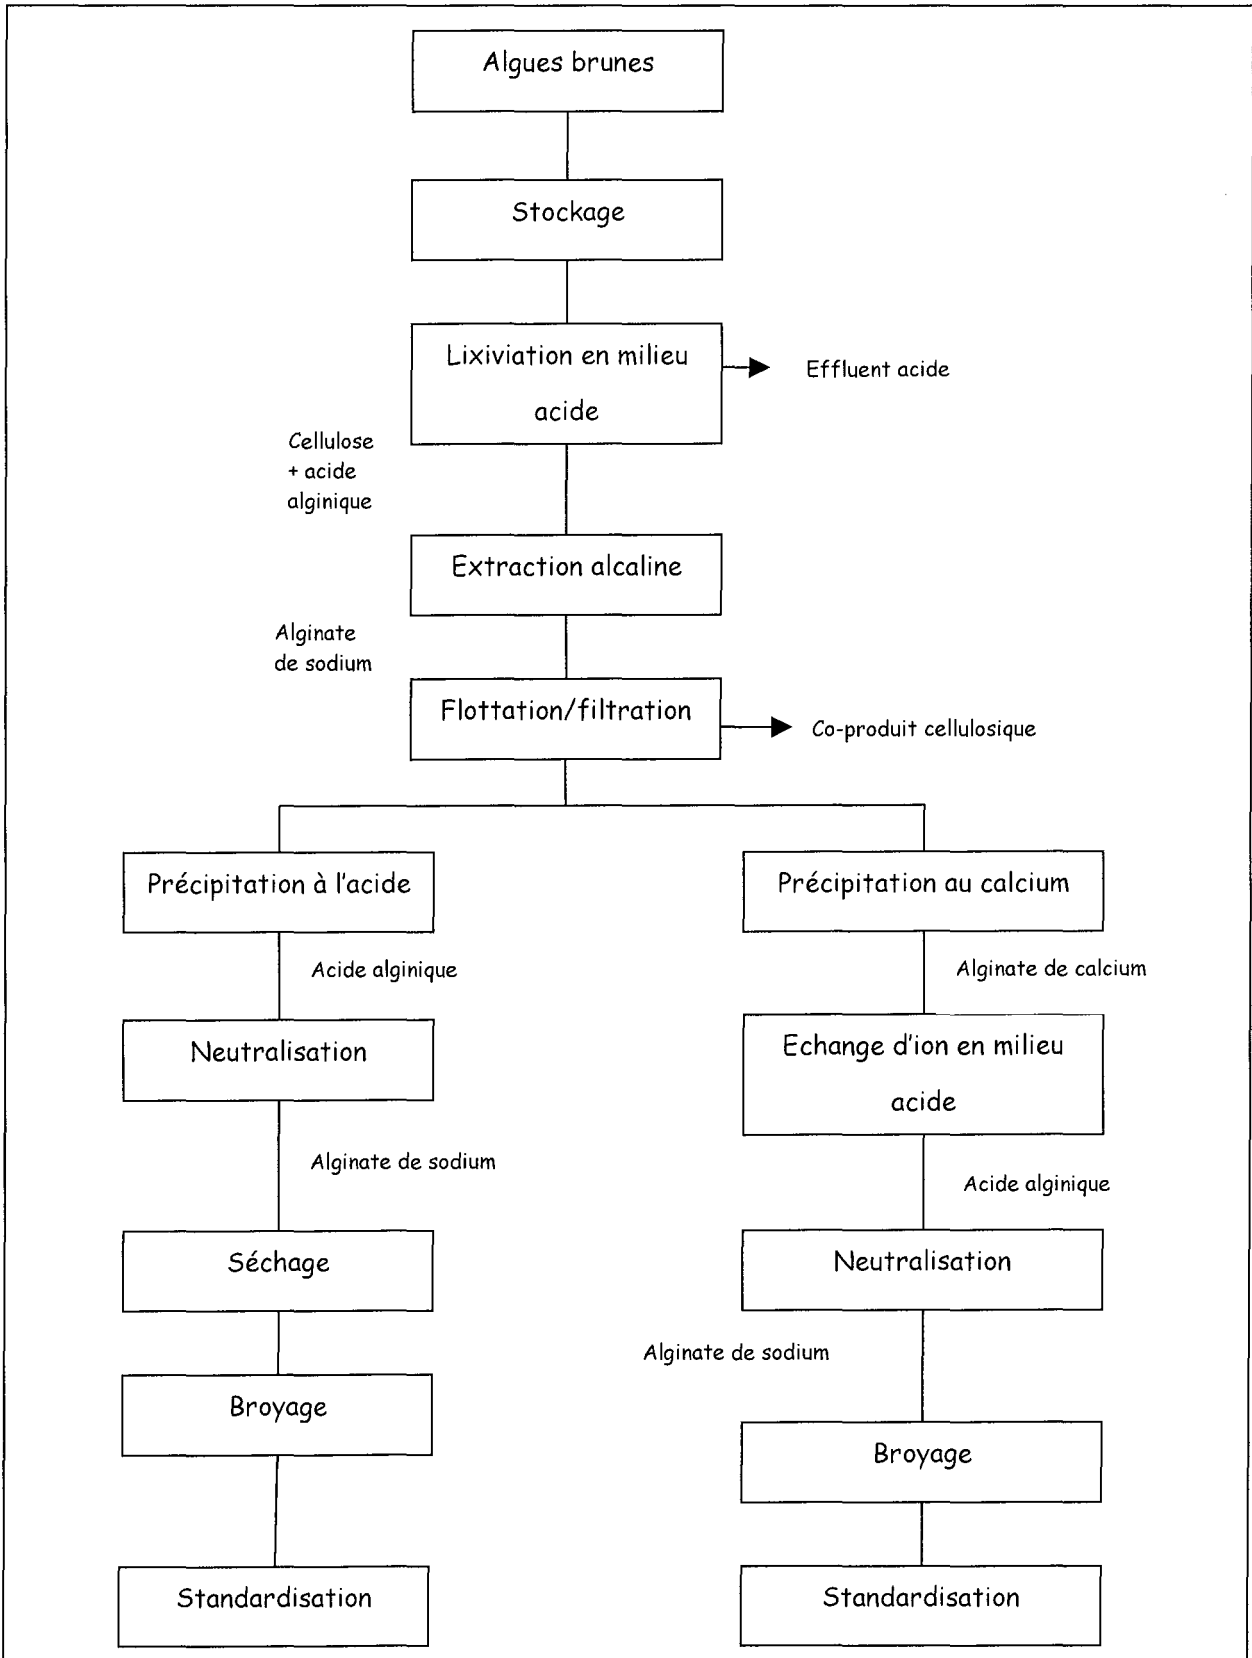 Algues brunes
Stockage
Lixiviation en milieu
acide
Effluent acide
Cellulose
+ acide
alginique
Extraction alcaline
Alginate
de sodium
Flottation/filtration
Co-produit cellulosique
Précipitation à l'acide
Acide alginique
Neutralisation
Alginate de sodium
Séchage
Broyage
Standardisation
Précipitation au calcium
Alginate de calcium
Echange d'ion en milieu
acide
Acide alginique
Neutralisation
Alginate de sodium
Broyage
Standardisation